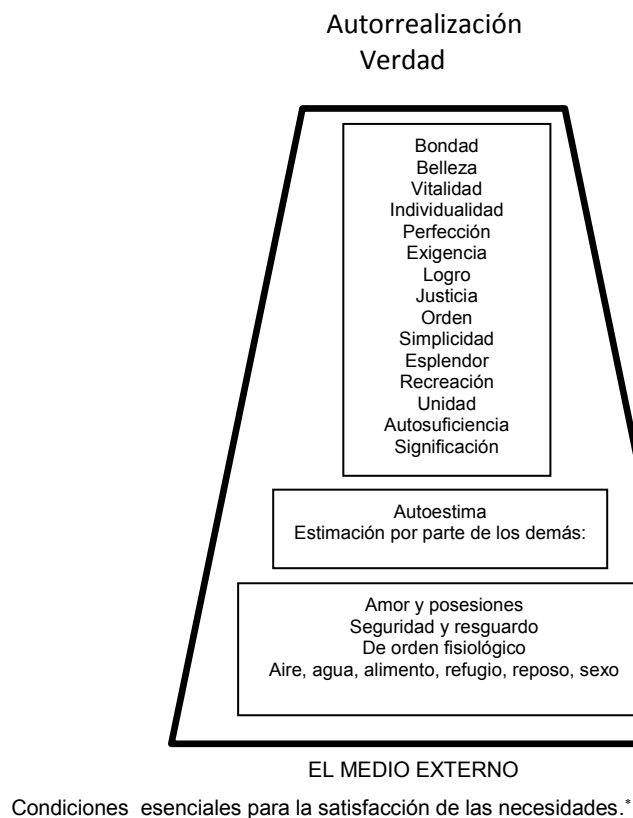 Autorrealización
Verdad
Bondad
Belleza
Vitalidad
Individualidad
Perfección
Exigencia
Logro
Justicia
Orden
Simplicidad
Esplendor
Recreación
Unidad
Autosuficiencia
Significación
Autoestima
Estimación por parte de los demás:
Amor y posesiones
Seguridad y resguardo
De orden fisiológico
Aire, agua, alimento, refugio, reposo, sexo
EL MEDIO EXTERNO
Condiciones esenciales para la satisfacción de las necesidades.*